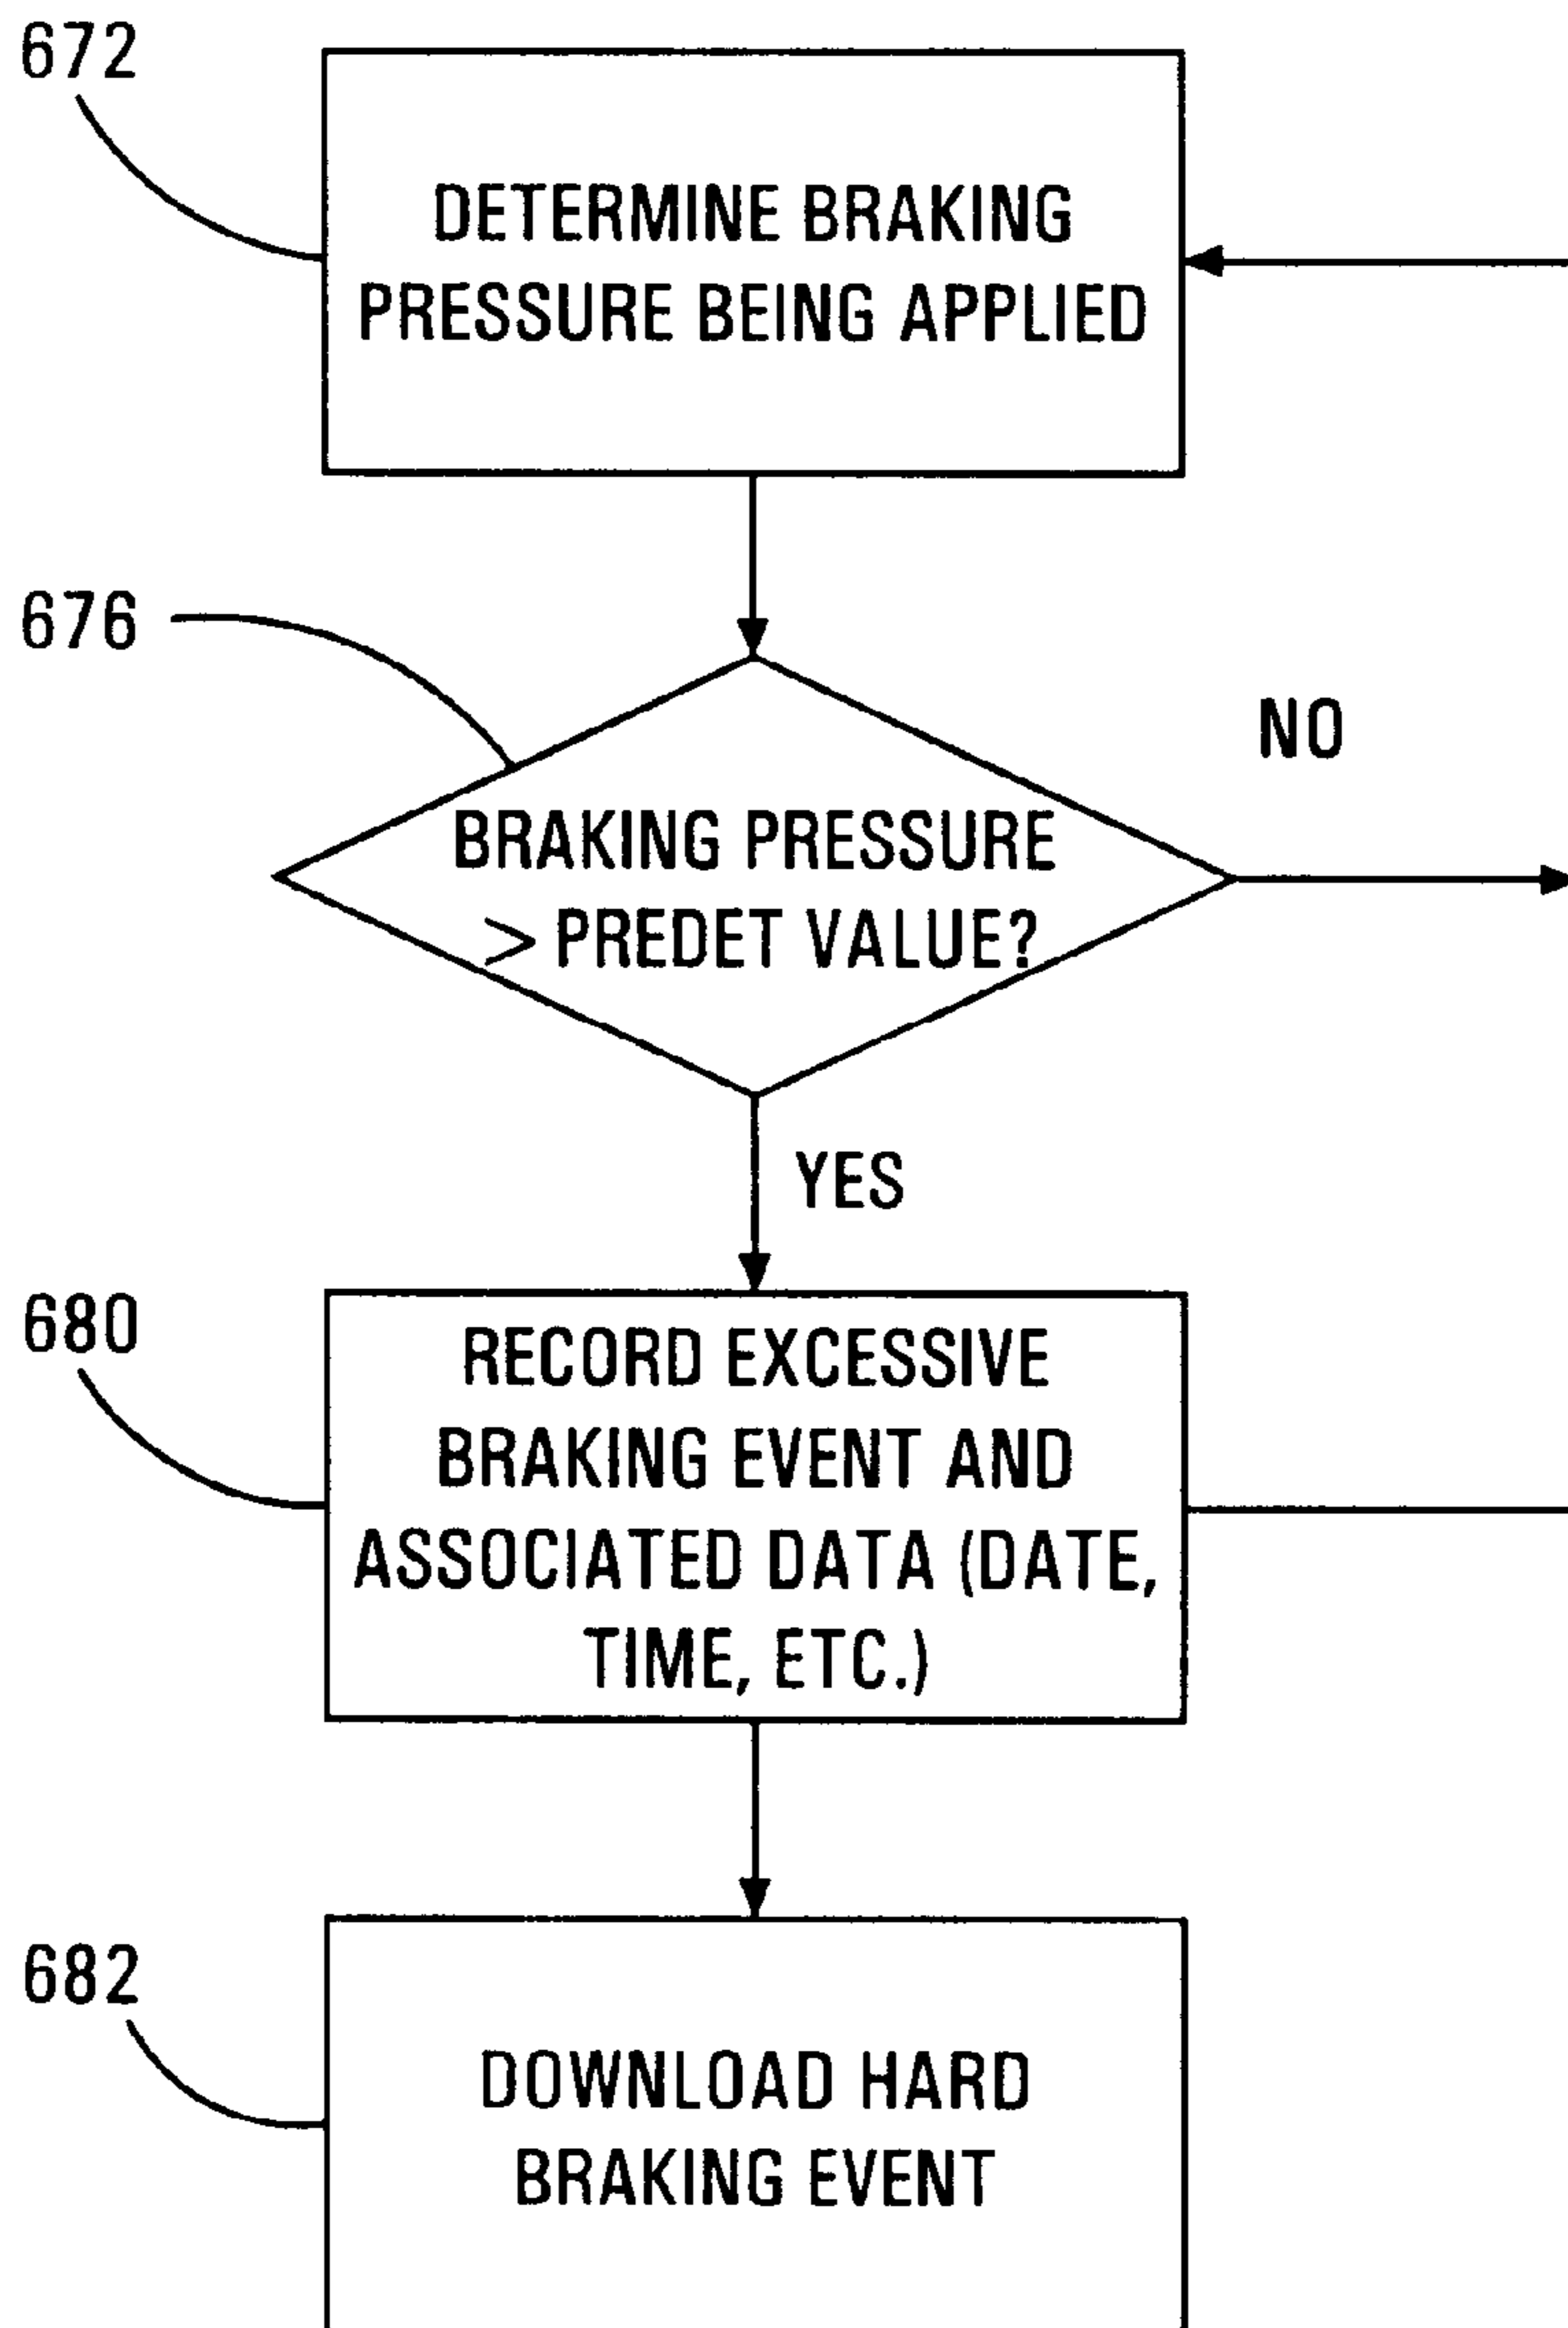 672
DETERMINE BRAKING
PRESSURE BEING APPLIED
676
NO
BRAKING PRESSURE
> PREDET VALUE?
YES
680
RECORD EXCESSIVE
BRAKING EVENT AND
ASSOCIATED DATA (DATE,
TIME, ETC.)
682
DOWNLOAD HARD
BRAKING EVENT